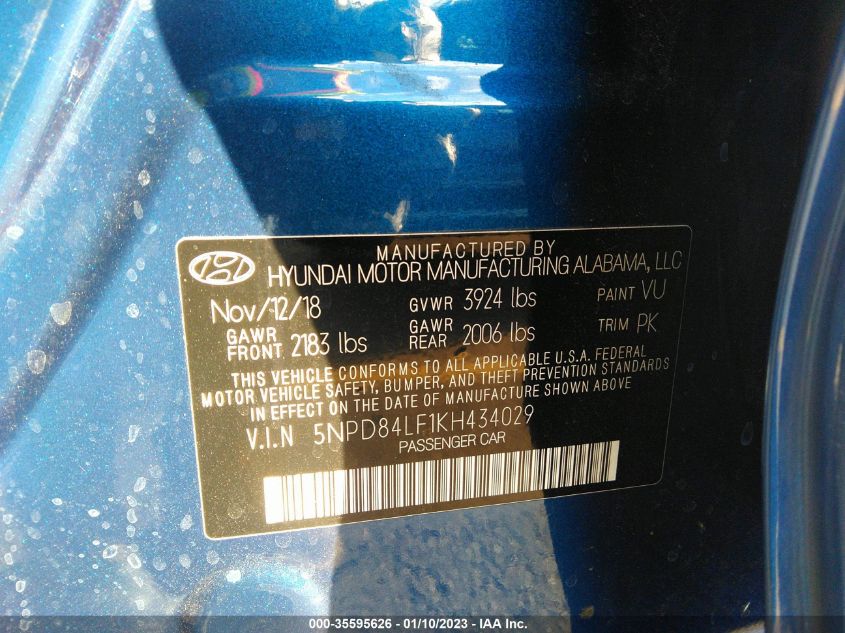 MANUFACTURED BY
HYUNDAI MOTOR MANUFACTURING ALABAMA, LLC
Nov/12/18 GVWR 3924 lbs PAINT VU
GAWR FRONT 2183 lbs GAWR REAR 2006 lbs TRIM PK
THIS VEHICLE CONFORMS TO ALL APPLICABLE U.S.A. FEDERAL
MOTOR VEHICLE SAFETY, BUMPER, AND THEFT PREVENTION STANDARDS
IN EFFECT ON THE DATE OF MANUFACTURE SHOWN ABOVE
V.I.N 5NPD84LF1KH434029
PASSENGER CAR
000-35595626 - 01/10/2023 - IAA Inc.